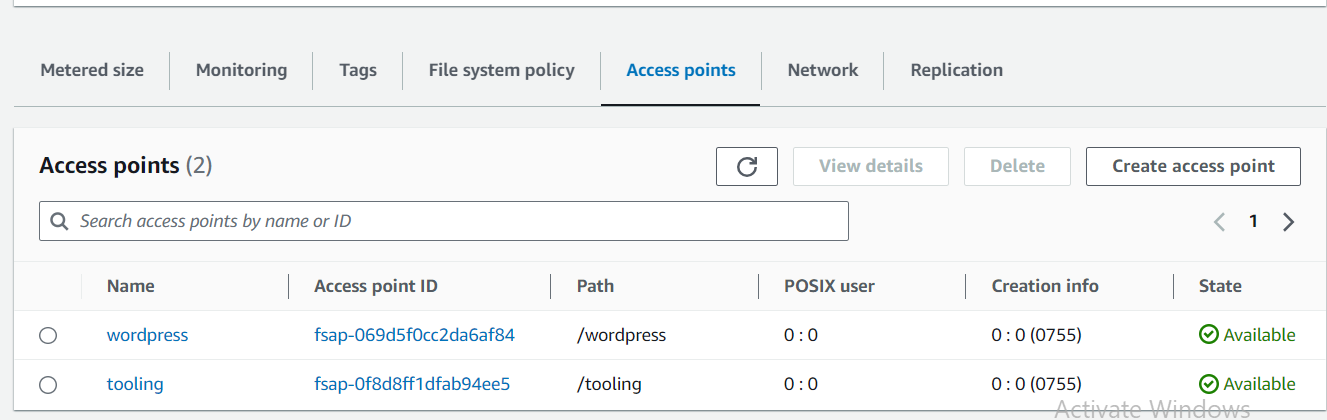 Metered size Monitoring Tags File system policy Access points Network Replication
Access points (2) View details Delete Create access point
Search access points by name or ID 1
Name Access point ID Path POSIX user Creation info State
wordpress fsap-069d5f0cc2da6af84 /wordpress 0 : 0 0 : 0 (0755) Available
tooling fsap-0f8d8ff1dfab94ee5 /tooling 0 : 0 0 : 0 (0755) Available
Activate Windows